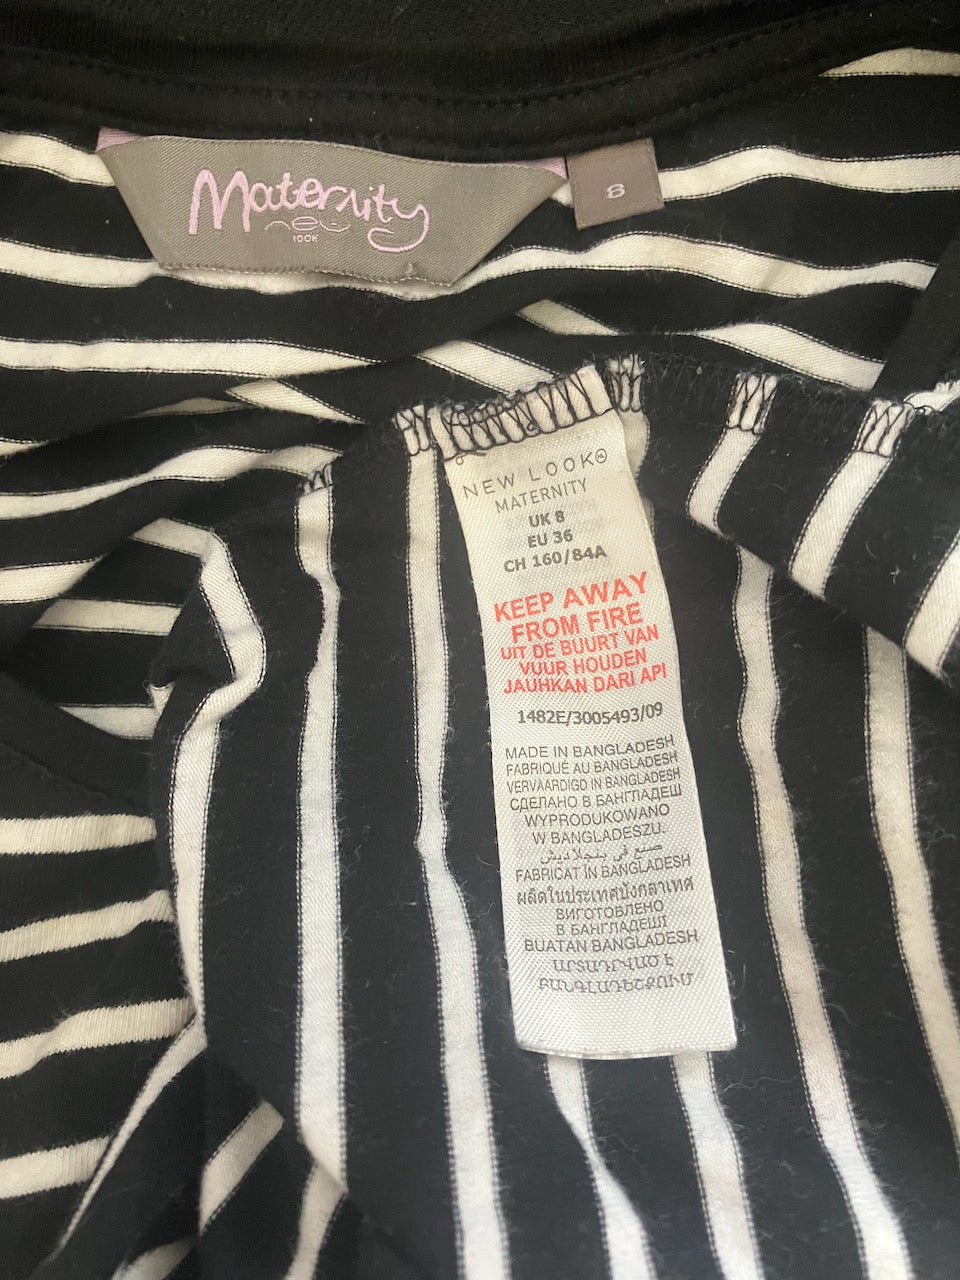 Maternity
new
look
8
NEW LOOK
MATERNITY
UK 8
EU 36
CH 160/84A
KEEP AWAY
FROM FIRE
UIT DE BUURT VAN
VUUR HOUDEN
JAUHKAN DARI API
1482E/3005493/09
MADE IN BANGLADESH
FABRIQUÉ AU BANGLADESH
VERVAARDIGD IN BANGLADESH
СДЕЛАНО В БАНГЛАДЕШ
WYPRODUKOWANO
W BANGLADESZU.
صنع في بنجلاديش
FABRICAT ÎN BANGLADESH
ผลิตในประเทศบังกลาเทศ
ВИГОТОВЛЕНО
В БАНГЛАДЕШІ
BUATAN BANGLADESH
ԱՐՏԱԴՐՎԱԾ Է
ԲԱՆԳԼԱԴԵՇՔՈՒՄ